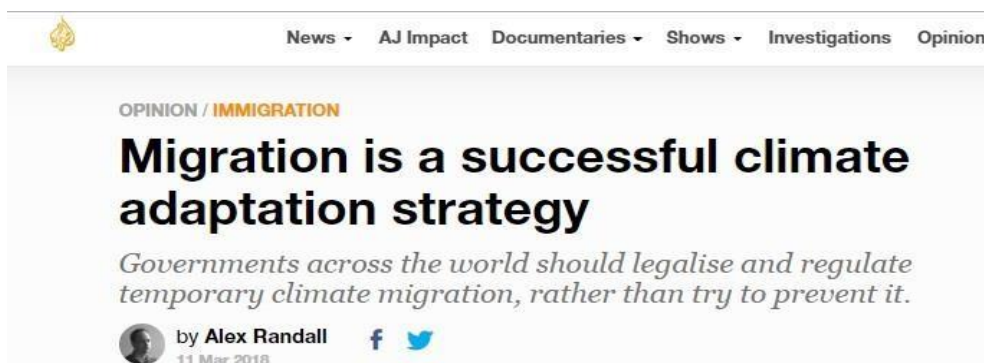 News AJ Impact Documentaries Shows Investigations Opinion
OPINION / IMMIGRATION
Migration is a successful climate
adaptation strategy
Governments across the world should legalise and regulate
temporary climate migration, rather than try to prevent it.
by Alex Randall
11 Mar 2018